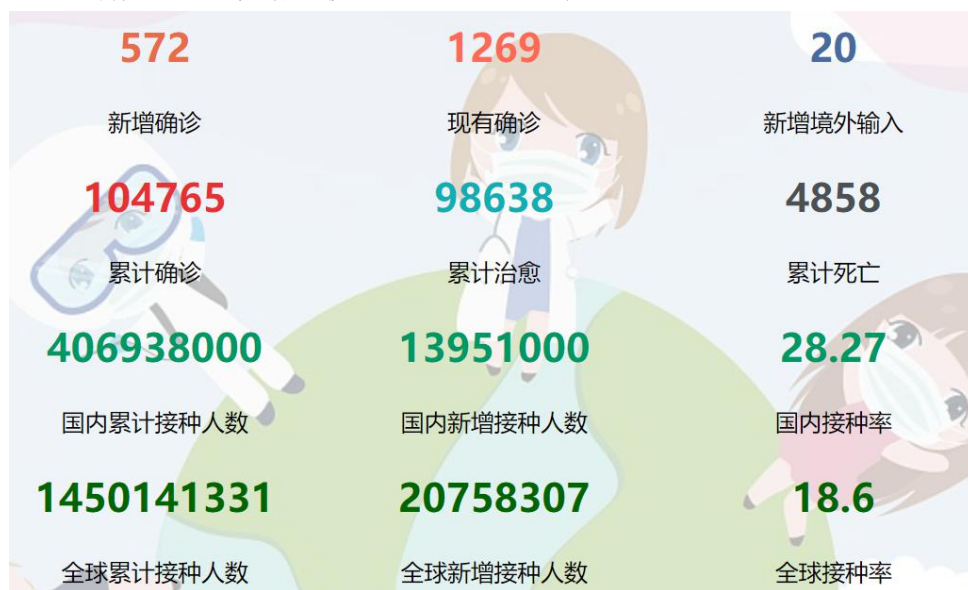 572 1269 20
新增确诊 现有确诊 新增境外输入
104765 98638 4858
累计确诊 累计治愈 累计死亡
406938000 13951000 28.27
国内累计接种人数 国内新增接种人数 国内接种率
1450141331 20758307 18.6
全球累计接种人数 全球新增接种人数 全球接种率